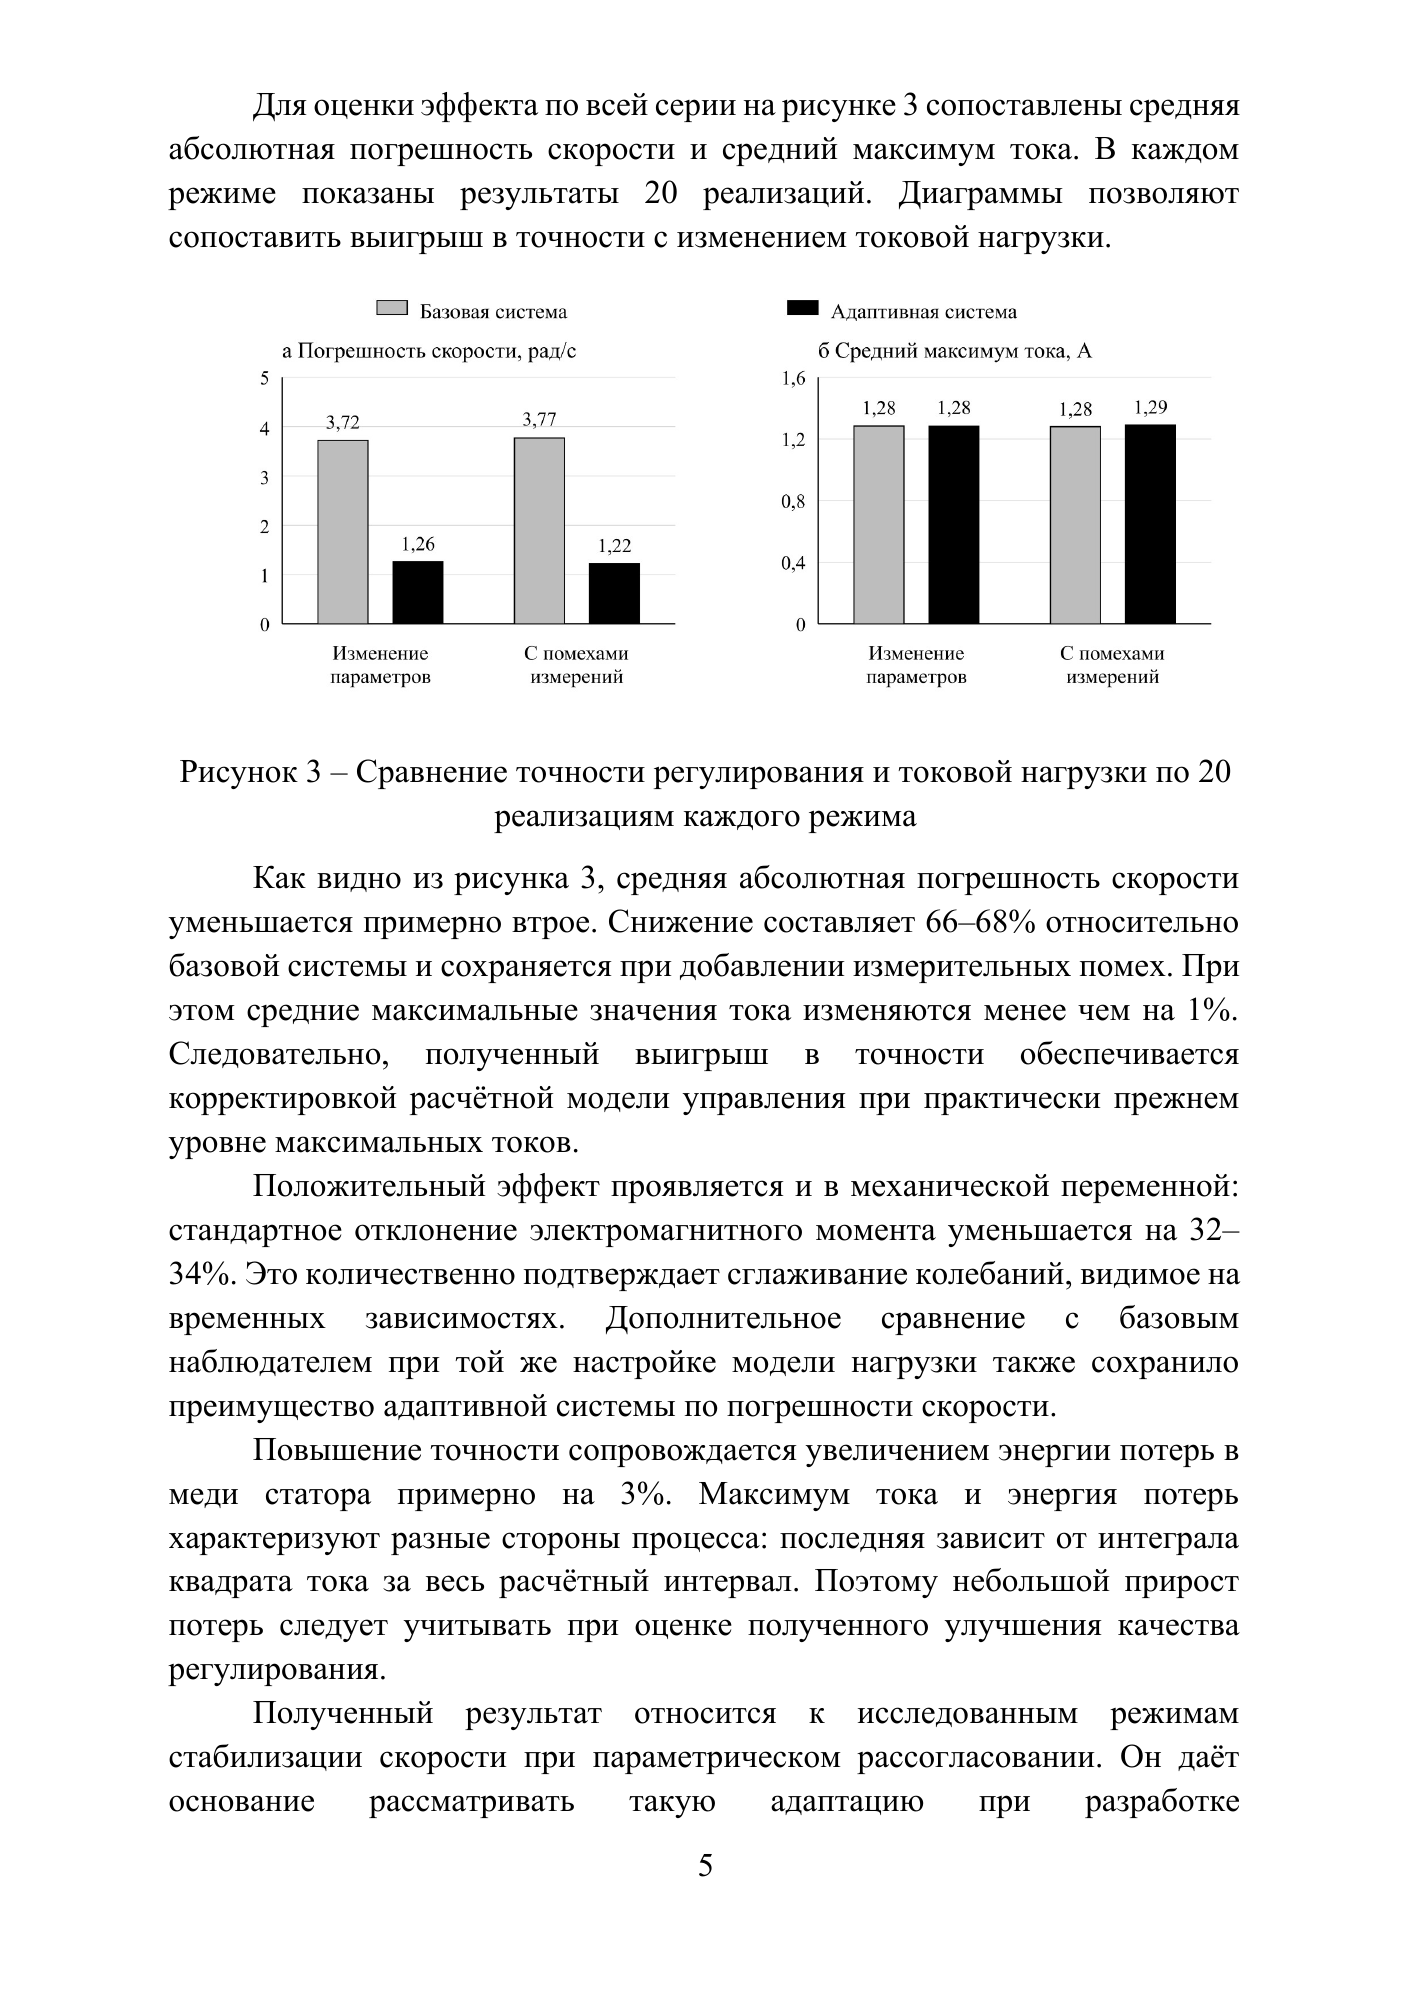 Для оценки эффекта по всей серии на рисунке 3 сопоставлены средняя
абсолютная погрешность скорости и средний максимум тока. В каждом
режиме показаны результаты 20 реализаций. Диаграммы позволяют
сопоставить выигрыш в точности с изменением токовой нагрузки.
Базовая система
Адаптивная система
а Погрешность скорости, рад/с
5
4
3
2
1
0
3,72
1,26
3,77
1,22
Изменение
параметров
С помехами
измерений
б Средний максимум тока, А
1,6
1,2
0,8
0,4
0
1,28
1,28
1,28
1,29
Изменение
параметров
С помехами
измерений
Рисунок 3 – Сравнение точности регулирования и токовой нагрузки по 20
реализациям каждого режима
Как видно из рисунка 3, средняя абсолютная погрешность скорости
уменьшается примерно втрое. Снижение составляет 66–68% относительно
базовой системы и сохраняется при добавлении измерительных помех. При
этом средние максимальные значения тока изменяются менее чем на 1%.
Следовательно, полученный выигрыш в точности обеспечивается
корректировкой расчётной модели управления при практически прежнем
уровне максимальных токов.
Положительный эффект проявляется и в механической переменной:
стандартное отклонение электромагнитного момента уменьшается на 32–
34%. Это количественно подтверждает сглаживание колебаний, видимое на
временных зависимостях. Дополнительное сравнение с базовым
наблюдателем при той же настройке модели нагрузки также сохранило
преимущество адаптивной системы по погрешности скорости.
Повышение точности сопровождается увеличением энергии потерь в
меди статора примерно на 3%. Максимум тока и энергия потерь
характеризуют разные стороны процесса: последняя зависит от интеграла
квадрата тока за весь расчётный интервал. Поэтому небольшой прирост
потерь следует учитывать при оценке полученного улучшения качества
регулирования.
Полученный результат относится к исследованным режимам
стабилизации скорости при параметрическом рассогласовании. Он даёт
основание рассматривать такую адаптацию при разработке
5